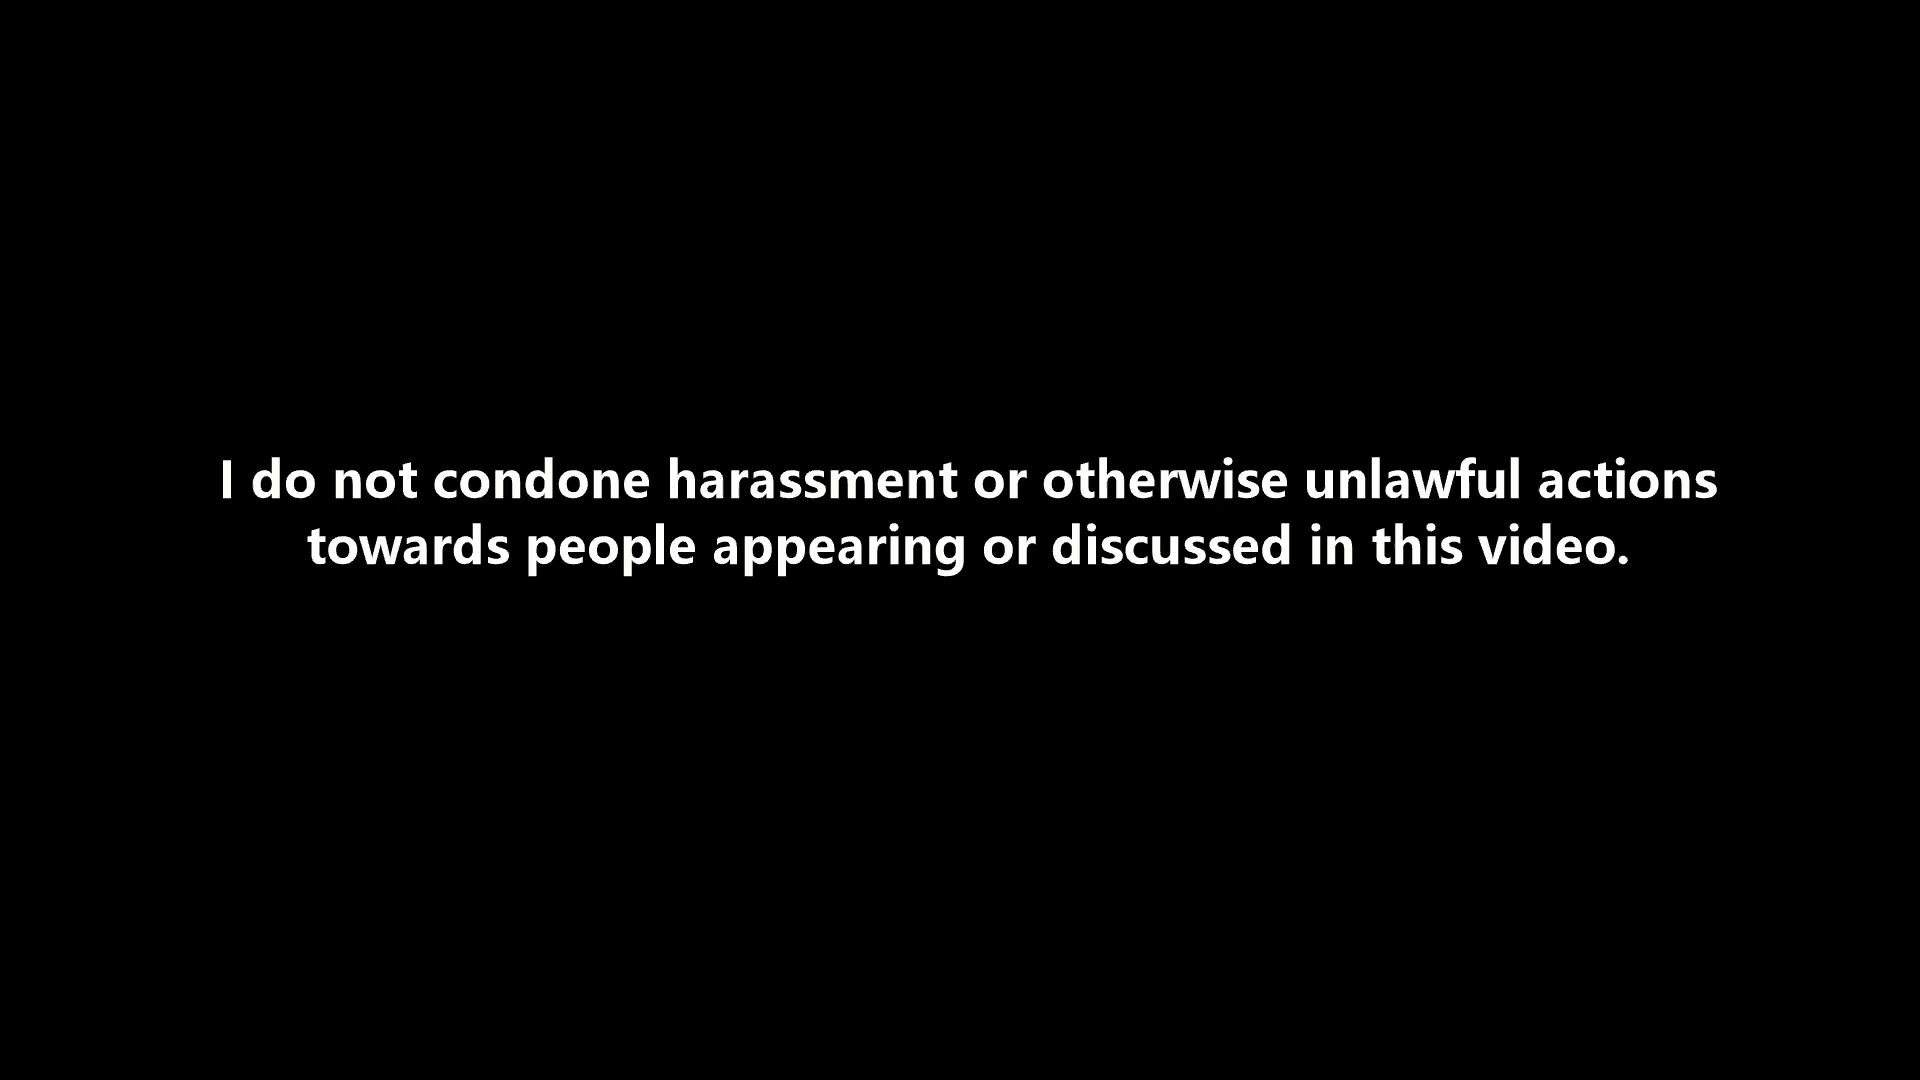 I do not condone harassment or otherwise unlawful actions
towards people appearing or discussed in this video.